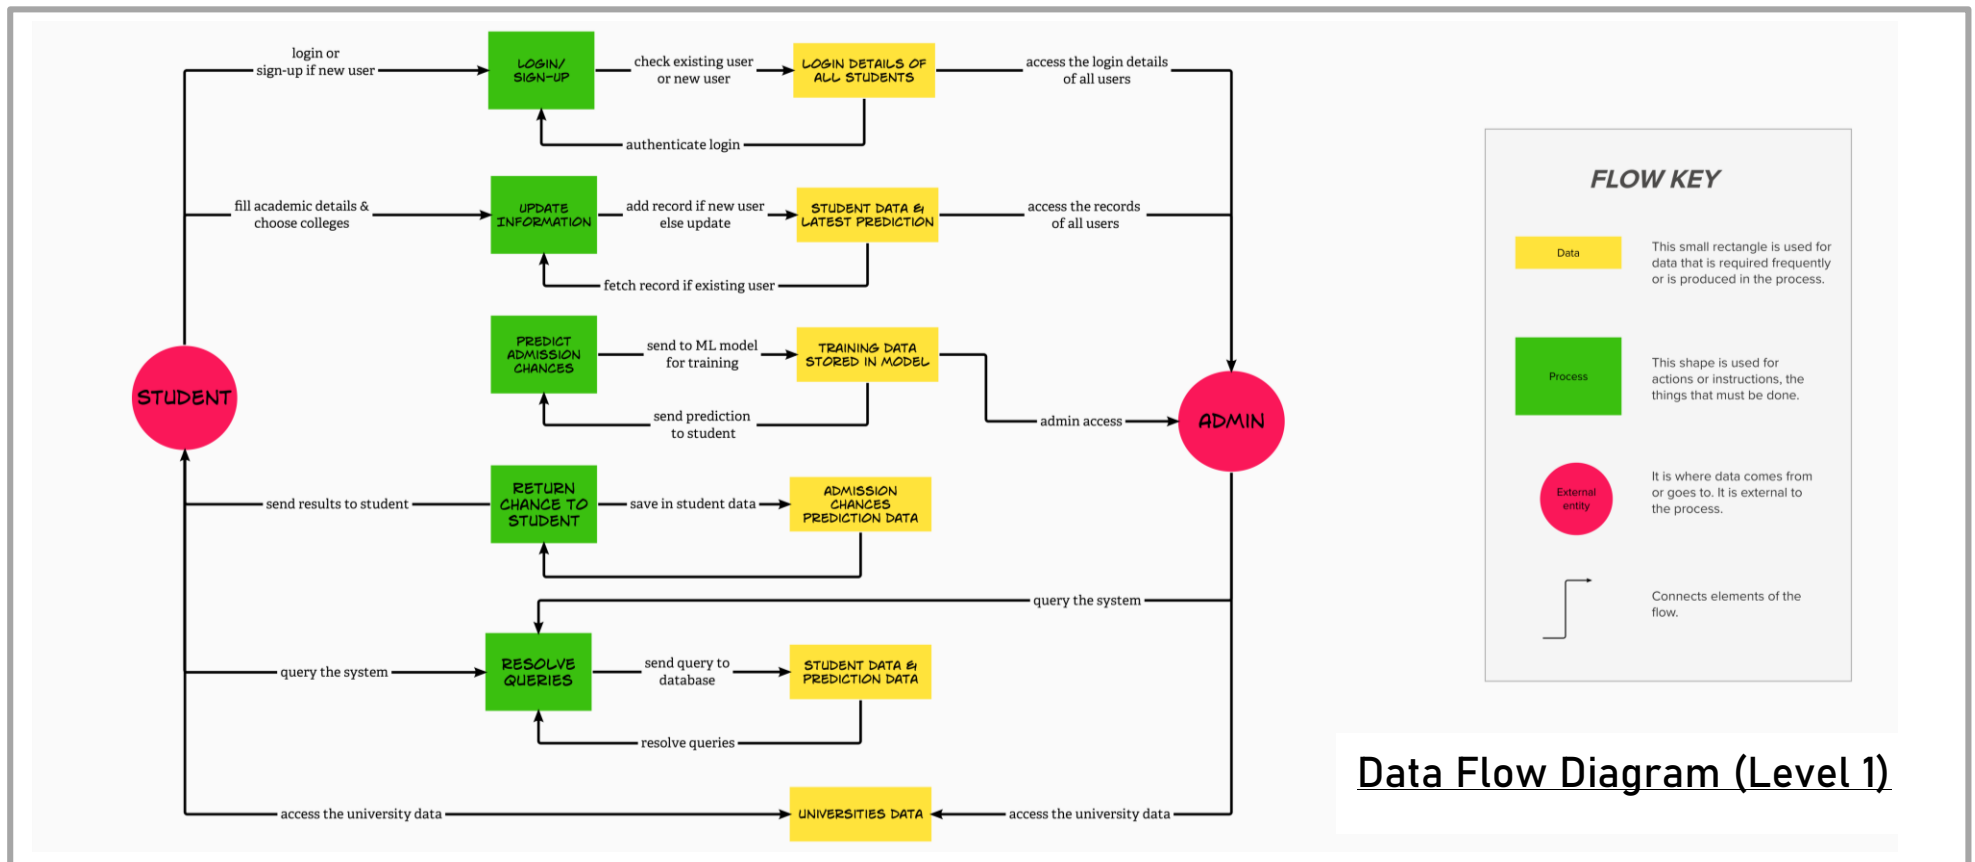 login or
sign-up if new user
LOGIN/
SIGN-UP
check existing user
or new user
LOGIN DETAILS OF
ALL STUDENTS
access the login details
of all users
authenticate login
fill academic details &
choose colleges
UPDATE
INFORMATION
add record if new user
else update
STUDENT DATA &
LATEST PREDICTION
access the records
of all users
fetch record if existing user
PREDICT
ADMISSION
CHANCES
send to ML model
for training
TRAINING DATA
STORED IN MODEL
send prediction
to student
admin access
STUDENT
ADMIN
send results to student
RETURN
CHANCE TO
STUDENT
save in student data
ADMISSION
CHANCES
PREDICTION DATA
query the system
query the system
RESOLVE
QUERIES
send query to
database
STUDENT DATA &
PREDICTION DATA
resolve queries
access the university data
UNIVERSITIES DATA
access the university data
FLOW KEY
Data
This small rectangle is used for
data that is required frequently
or is produced in the process.
Process
This shape is used for
actions or instructions, the
things that must be done.
External
entity
It is where data comes from
or goes to. It is external to
the process.
Connects elements of the
flow.
Data Flow Diagram (Level 1)